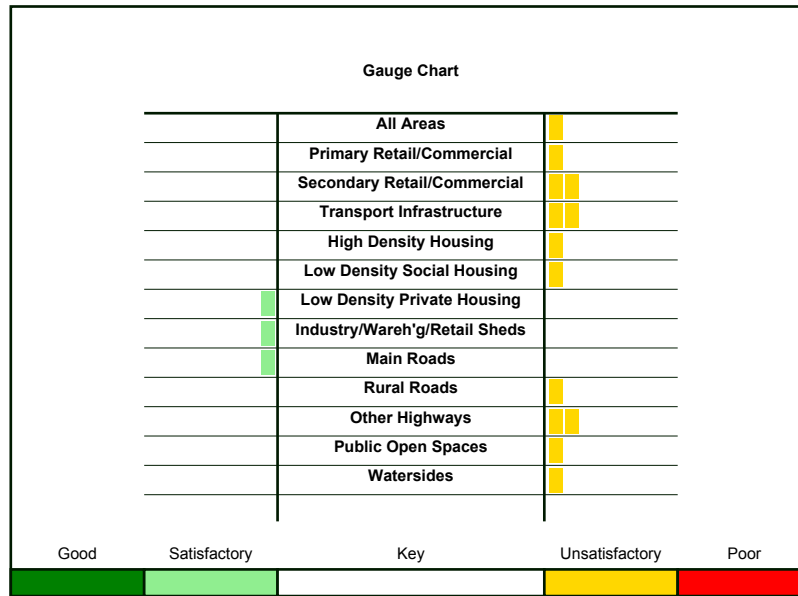 Gauge Chart
All Areas
Primary Retail/Commercial
Secondary Retail/Commercial
Transport Infrastructure
High Density Housing
Low Density Social Housing
Low Density Private Housing
Industry/Wareh'g/Retail Sheds
Main Roads
Rural Roads
Other Highways
Public Open Spaces
Watersides
Good Satisfactory Key Unsatisfactory Poor